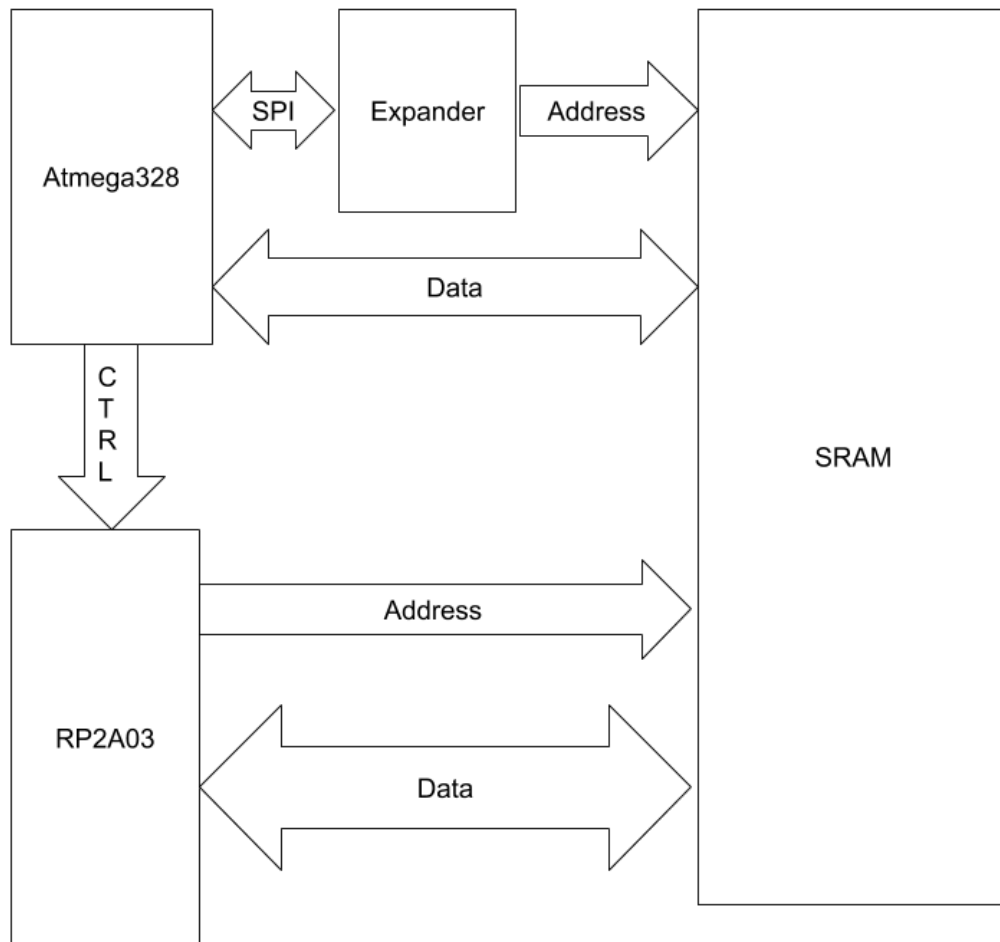 SPI
Expander
Address
Atmega328
Data
C
T
R
L
SRAM
Address
RP2A03
Data